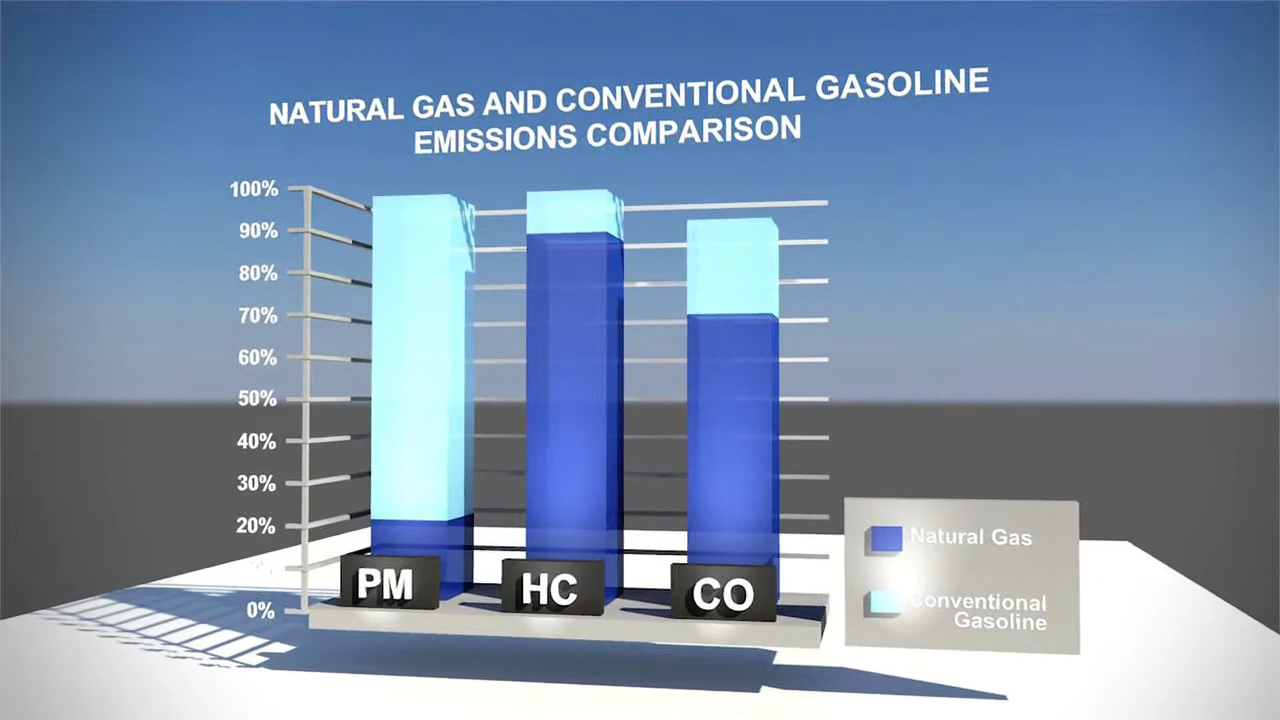 NATURAL GAS AND CONVENTIONAL GASOLINE
EMISSIONS COMPARISON
100%
90%
80%
70%
60%
50%
40%
30%
20%
0%
PM
HC
CO
Natural Gas
Conventional
Gasoline